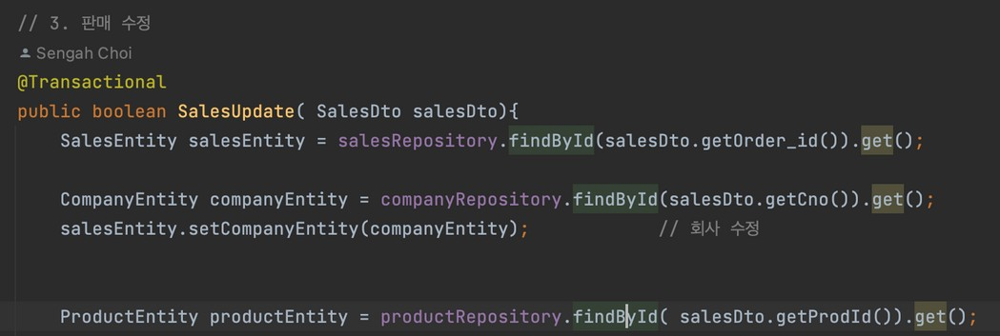 // 3. 판매 수정
Sengah Choi
@Transactional
public boolean SalesUpdate( SalesDto salesDto){
SalesEntity salesEntity = salesRepository.findById(salesDto.getOrder_id()).get();
CompanyEntity companyEntity = companyRepository.findById(salesDto.getCno()).get();
salesEntity.setCompanyEntity(companyEntity); // 회사 수정
ProductEntity productEntity = productRepository.findById( salesDto.getProdId()).get();